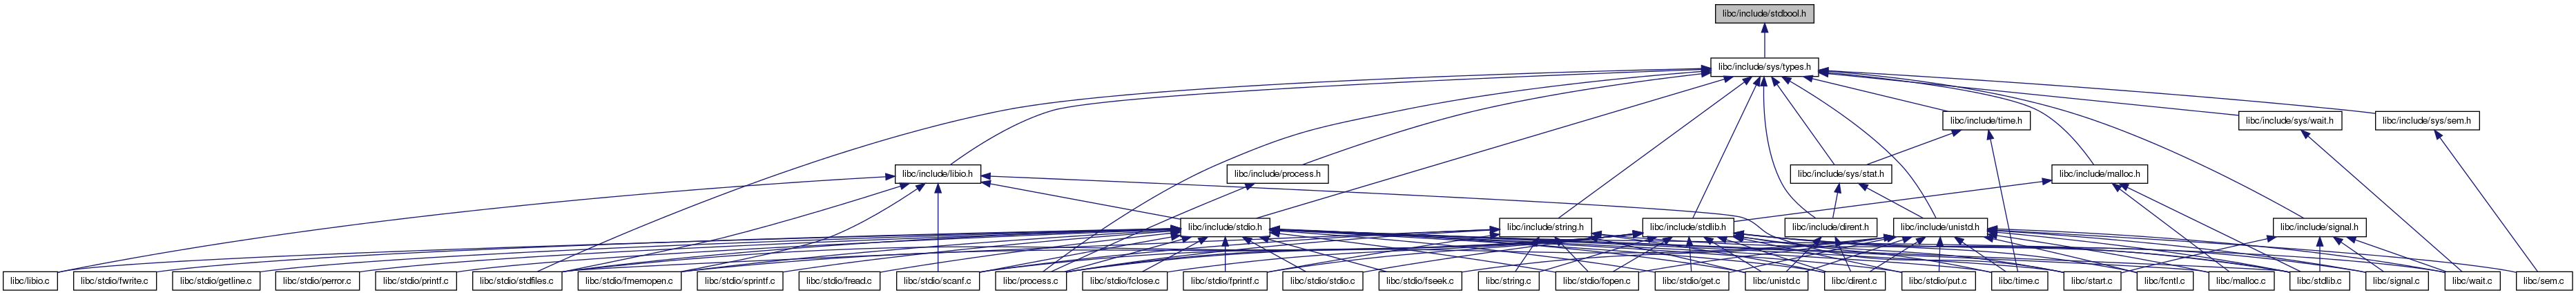 libc/include/stdbool.h
libc/include/sys/types.h
libc/include/time.h
libc/include/sys/wait.h
libc/include/sys/sem.h
libc/include/libio.h
libc/include/process.h
libc/include/sys/stat.h
libc/include/malloc.h
libc/include/stdio.h
libc/include/string.h
libc/include/stdlib.h
libc/include/dirent.h
libc/include/unistd.h
libc/include/signal.h
libc/libio.c
libc/stdio/fwrite.c
libc/stdio/getline.c
libc/stdio/perror.c
libc/stdio/printf.c
libc/stdio/stdfiles.c
libc/stdio/fmemopen.c
libc/stdio/sprintf.c
libc/stdio/fread.c
libc/stdio/scanf.c
libc/process.c
libc/stdio/fclose.c
libc/stdio/fprintf.c
libc/stdio/stdio.c
libc/stdio/fseek.c
libc/string.c
libc/stdio/fopen.c
libc/stdio/get.c
libc/unistd.c
libc/dirent.c
libc/stdio/put.c
libc/time.c
libc/start.c
libc/fcntl.c
libc/malloc.c
libc/stdlib.c
libc/signal.c
libc/wait.c
libc/sem.c